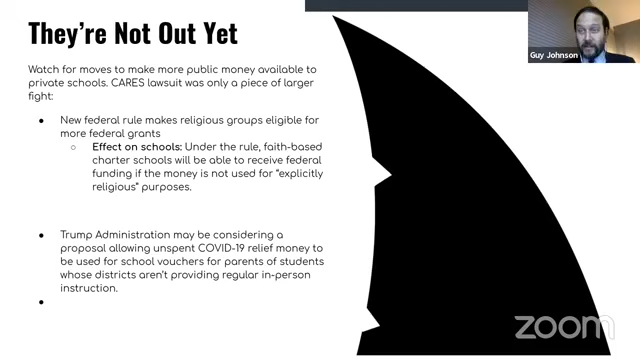 They're Not Out Yet
Guy Johnson
Watch for moves to make more public money available to
private schools. CARES lawsuit was only a piece of larger
fight:
● New federal rule makes religious groups eligible for
more federal grants
○ Effect on schools: Under the rule, faith-based
charter schools will be able to receive federal
funding if the money is not used for “explicitly
religious” purposes.
● Trump Administration may be considering a
proposal allowing unspent COVID-19 relief money to
be used for school vouchers for parents of students
whose districts aren't providing regular in-person
instruction.
●
zoom